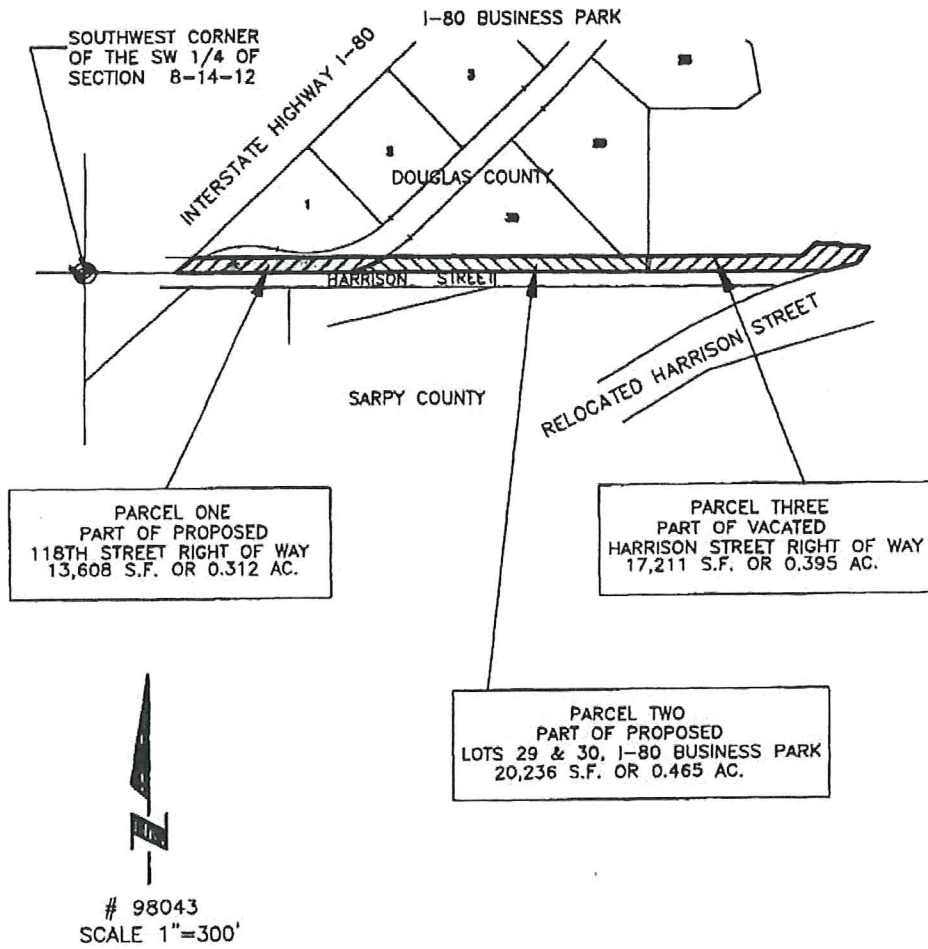 I-80 BUSINESS PARK
SOUTHWEST CORNER
OF THE SW 1/4 OF
SECTION 8-14-12
INTERSTATE HIGHWAY I-80
3
DOUGLAS COUNTY
1
30
HARRISON STREET
RELOCATED HARRISON STREET
SARPY COUNTY
PARCEL ONE
PART OF PROPOSED
118TH STREET RIGHT OF WAY
13,608 S.F. OR 0.312 AC.
PARCEL THREE
PART OF VACATED
HARRISON STREET RIGHT OF WAY
17,211 S.F. OR 0.395 AC.
PARCEL TWO
PART OF PROPOSED
LOTS 29 & 30, I-80 BUSINESS PARK
20,236 S.F. OR 0.465 AC.
# 98043
SCALE 1"=300'